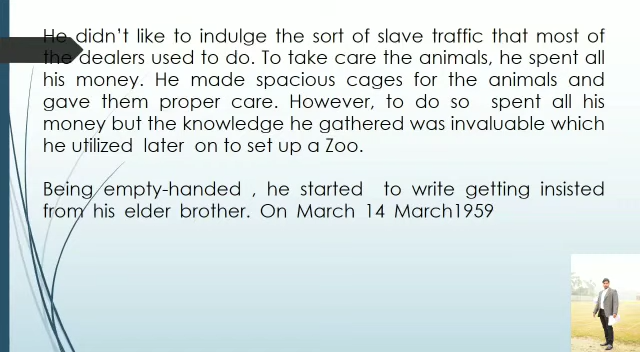 He didn't like to indulge the sort of slave traffic that most of
the dealers used to do. To take care the animals, he spent all
his money. He made spacious cages for the animals and
gave them proper care. However, to do so spent all his
money but the knowledge he gathered was invaluable which
he utilized later on to set up a Zoo.
Being empty-handed , he started to write getting insisted
from his elder brother. On March 14 March1959